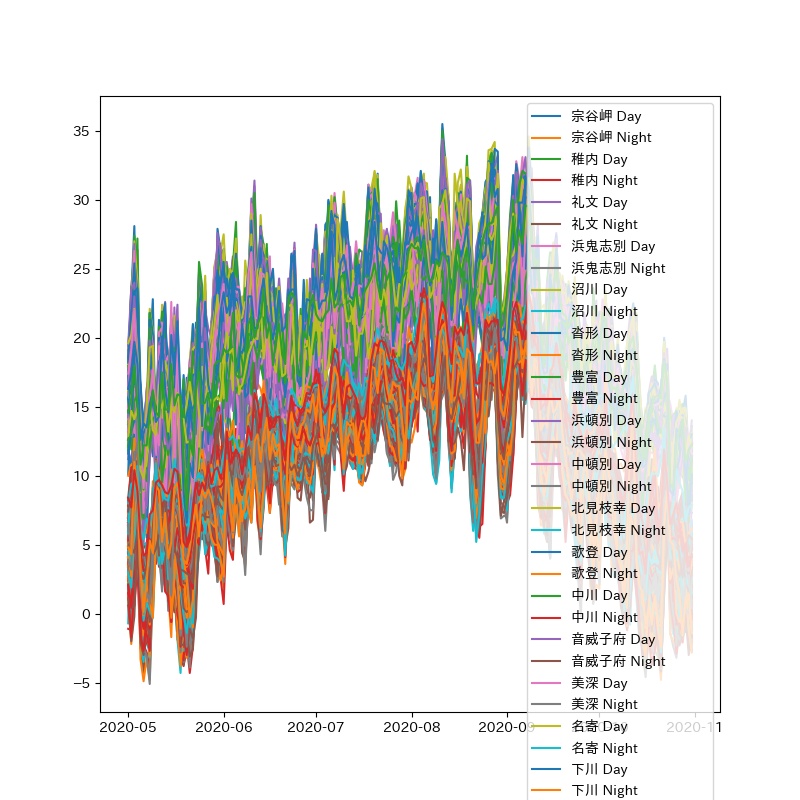 35
30
25
20
15
10
5
0
−5
2020-05
2020-06
2020-07
2020-08
2020-09
2020-11
宗谷岬 Day
宗谷岬 Night
稚内 Day
稚内 Night
礼文 Day
礼文 Night
浜鬼志別 Day
浜鬼志別 Night
沼川 Day
沼川 Night
沓形 Day
沓形 Night
豊富 Day
豊富 Night
浜頓別 Day
浜頓別 Night
中頓別 Day
中頓別 Night
北見枝幸 Day
北見枝幸 Night
歌登 Day
歌登 Night
中川 Day
中川 Night
音威子府 Day
音威子府 Night
美深 Day
美深 Night
名寄 Day
名寄 Night
下川 Day
下川 Night